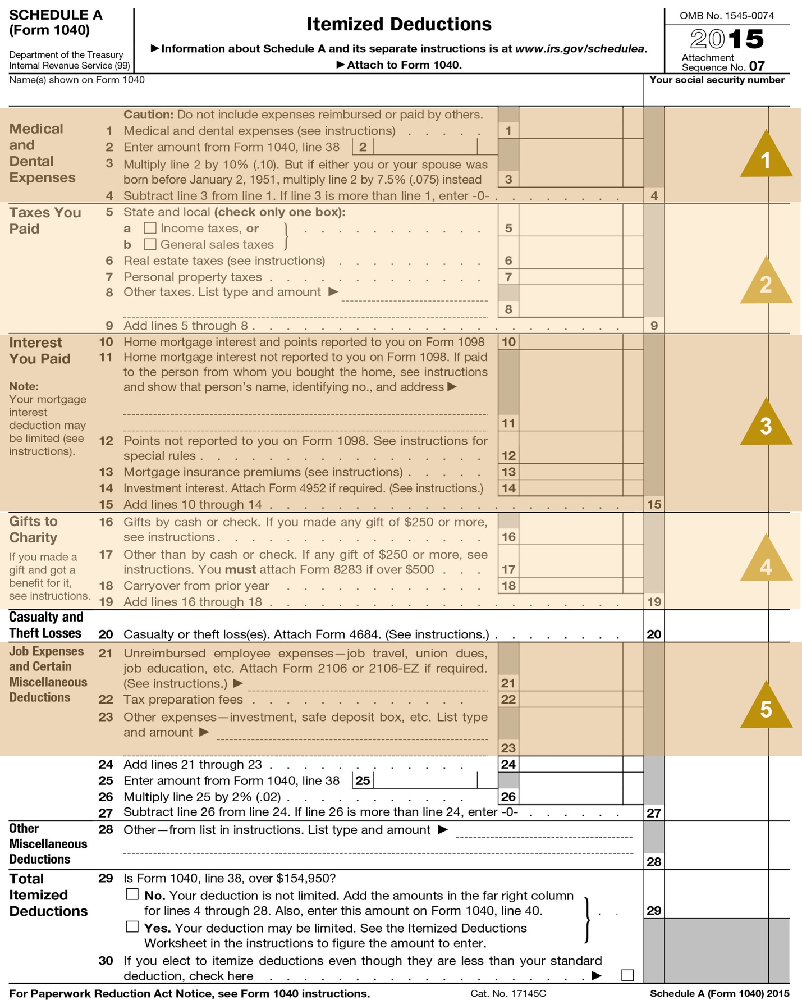 SCHEDULE A
(Form 1040)
Department of the Treasury
Internal Revenue Service (99)
Itemized Deductions
▶ Information about Schedule A and its separate instructions is at www.irs.gov/schedulea.
▶ Attach to Form 1040.
OMB No. 1545-0074
2015
Attachment
Sequence No. 07
Name(s) shown on Form 1040
Your social security number
Medical
and
Dental
Expenses
Caution: Do not include expenses reimbursed or paid by others.
1 Medical and dental expenses (see instructions) . . . . . 1
2 Enter amount from Form 1040, line 38 2
3 Multiply line 2 by 10% (.10). But if either you or your spouse was
born before January 2, 1951, multiply line 2 by 7.5% (.075) instead 3
4 Subtract line 3 from line 1. If line 3 is more than line 1, enter -0- . . . . . . . . 4
1
Taxes You
Paid
5 State and local (check only one box):
a Income taxes, or
b General sales taxes } . . . . . . . . . . . 5
6 Real estate taxes (see instructions) . . . . . . . . . 6
7 Personal property taxes . . . . . . . . . . . . . 7
8 Other taxes. List type and amount ▶
8
9 Add lines 5 through 8 . . . . . . . . . . . . . . . . . . . . . . 9
2
Interest
You Paid
Note:
Your mortgage
interest
deduction may
be limited (see
instructions).
10 Home mortgage interest and points reported to you on Form 1098 10
11 Home mortgage interest not reported to you on Form 1098. If paid
to the person from whom you bought the home, see instructions
and show that person's name, identifying no., and address ▶
11
12 Points not reported to you on Form 1098. See instructions for
special rules . . . . . . . . . . . . . . . . . 12
13 Mortgage insurance premiums (see instructions) . . . . . 13
14 Investment interest. Attach Form 4952 if required. (See instructions.) 14
15 Add lines 10 through 14 . . . . . . . . . . . . . . . . . . . . . 15
3
Gifts to
Charity
If you made a
gift and got a
benefit for it,
see instructions.
16 Gifts by cash or check. If you made any gift of $250 or more,
see instructions . . . . . . . . . . . . . . . . 16
17 Other than by cash or check. If any gift of $250 or more, see
instructions. You must attach Form 8283 if over $500 . . . 17
18 Carryover from prior year . . . . . . . . . . . . 18
19 Add lines 16 through 18 . . . . . . . . . . . . . . . . . . . . . 19
4
Casualty and
Theft Losses
20 Casualty or theft loss(es). Attach Form 4684. (See instructions.) . . . . . . . . 20
Job Expenses
and Certain
Miscellaneous
Deductions
21 Unreimbursed employee expenses—job travel, union dues,
job education, etc. Attach Form 2106 or 2106-EZ if required.
(See instructions.) ▶ 21
22 Tax preparation fees . . . . . . . . . . . . . 22
23 Other expenses—investment, safe deposit box, etc. List type
and amount ▶
23
5
24 Add lines 21 through 23 . . . . . . . . . . . . 24
25 Enter amount from Form 1040, line 38 25
26 Multiply line 25 by 2% (.02) . . . . . . . . . . . 26
27 Subtract line 26 from line 24. If line 26 is more than line 24, enter -0- . . . . . . 27
Other
Miscellaneous
Deductions
28 Other—from list in instructions. List type and amount ▶
28
Total
Itemized
Deductions
29 Is Form 1040, line 38, over $154,950?
No. Your deduction is not limited. Add the amounts in the far right column
for lines 4 through 28. Also, enter this amount on Form 1040, line 40. } . . 29
Yes. Your deduction may be limited. See the Itemized Deductions
Worksheet in the instructions to figure the amount to enter.
30 If you elect to itemize deductions even though they are less than your standard
deduction, check here . . . . . . . . . . . . . . . . . . . ▶
For Paperwork Reduction Act Notice, see Form 1040 instructions.
Cat. No. 17145C
Schedule A (Form 1040) 2015